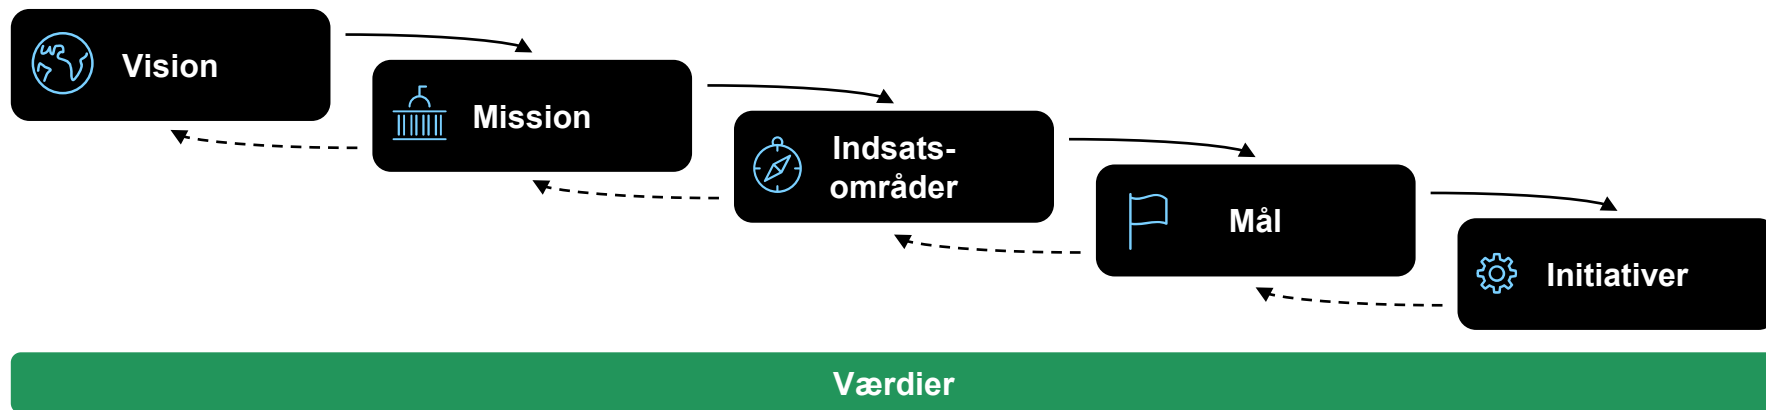 Vision
Mission
Indsats-
områder
Mål
Initiativer
Værdier